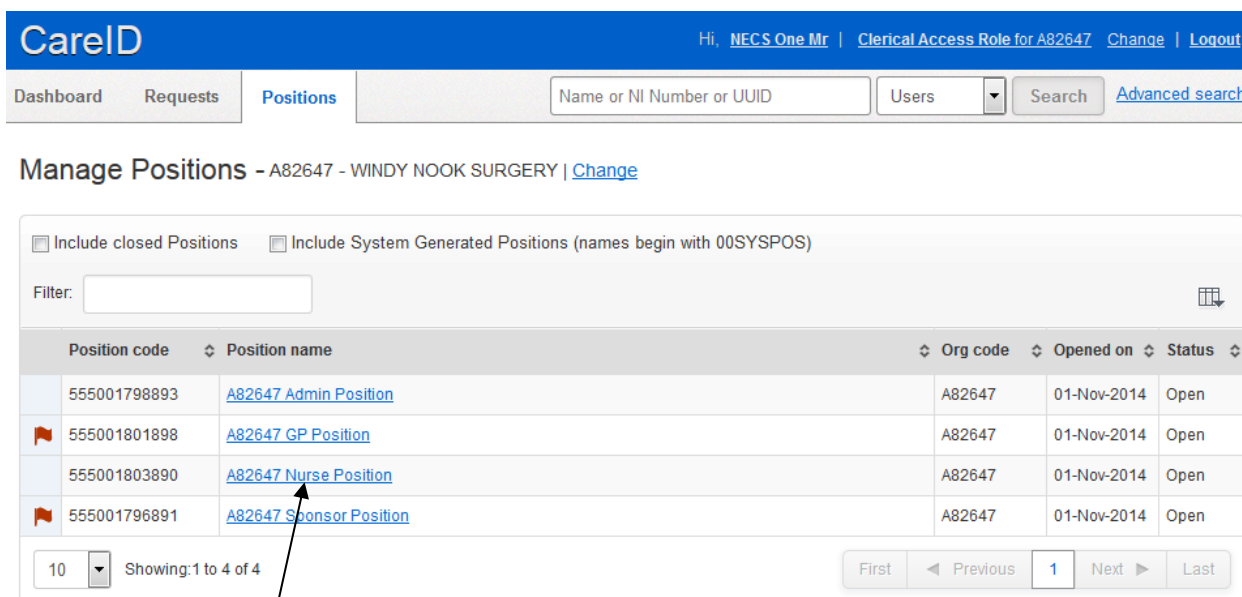 CareID
Hi, NECS One Mr | Clerical Access Role for A82647 Change | Logout
Dashboard Requests Positions Name or NI Number or UUID Users Search Advanced search
Manage Positions - A82647 - WINDY NOOK SURGERY | Change
Include closed Positions Include System Generated Positions (names begin with 00SYSPOS)
Filter:
Position code Position name Org code Opened on Status
555001798893 A82647 Admin Position A82647 01-Nov-2014 Open
555001801898 A82647 GP Position A82647 01-Nov-2014 Open
555001803890 A82647 Nurse Position A82647 01-Nov-2014 Open
555001796891 A82647 Sponsor Position A82647 01-Nov-2014 Open
10 Showing:1 to 4 of 4 First Previous 1 Next Last